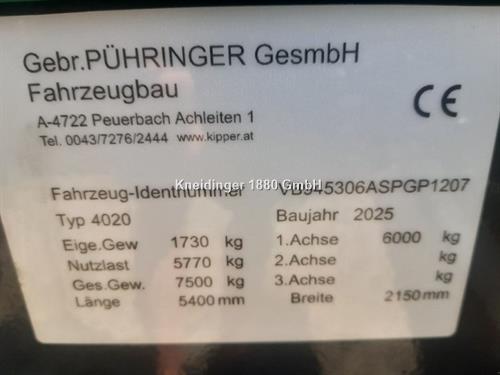 Gebr.PÜHRINGER GesmbH
Fahrzeugbau
CE
A-4722 Peuerbach Achleiten 1
Tel. 0043/7276/2444 www.kipper.at
Fahrzeug-Identnummer
Kneidinger 1880 GmbH
Typ 4020 Baujahr 2025
Eige.Gew 1730 kg 1.Achse 6000 kg
Nutzlast 5770 kg 2.Achse kg
Ges.Gew. 7500 kg 3.Achse kg
Länge 5400 mm Breite 2150 mm